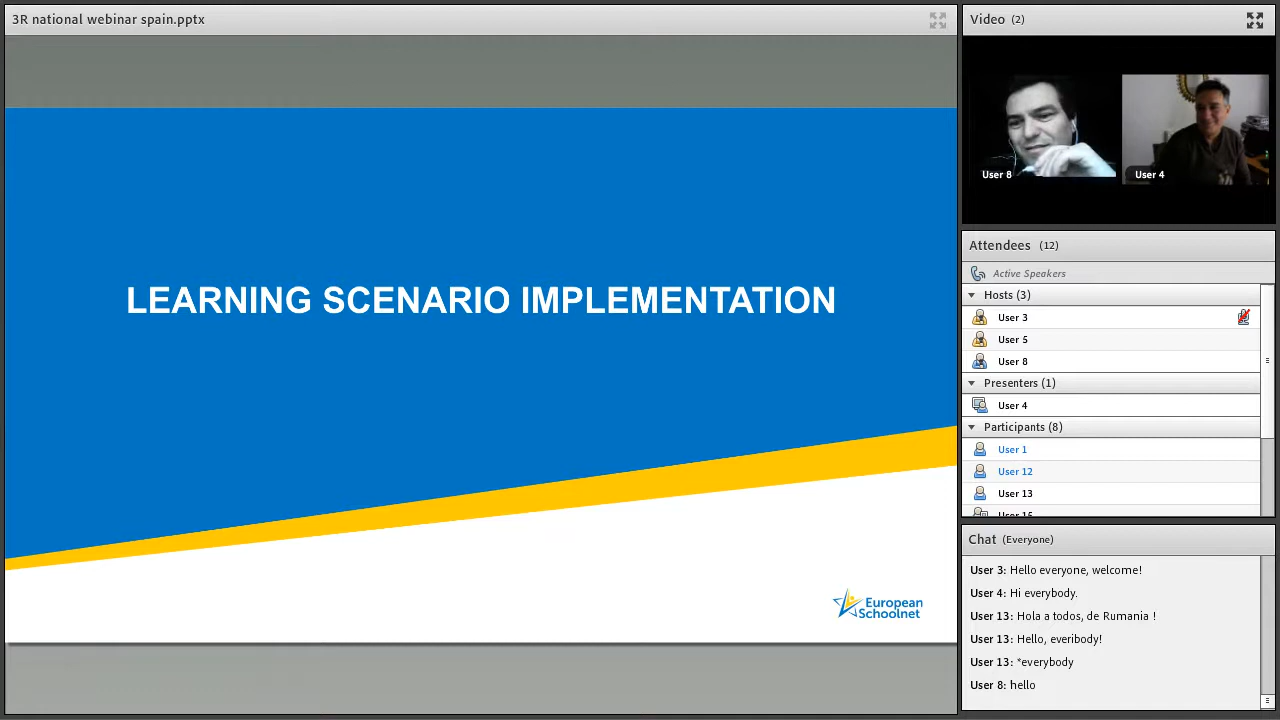 3R national webinar spain.pptx
LEARNING SCENARIO IMPLEMENTATION
European
Schoolnet
Video (2)
User 8
User 4
Attendees (12)
Active Speakers
Hosts (3)
User 3
User 5
User 8
Presenters (1)
User 4
Participants (8)
User 1
User 12
User 13
User 15
Chat (Everyone)
User 3: Hello everyone, welcome!
User 4: Hi everybody.
User 13: Hola a todos, de Rumania !
User 13: Hello, everibody!
User 13: *everybody
User 8: hello